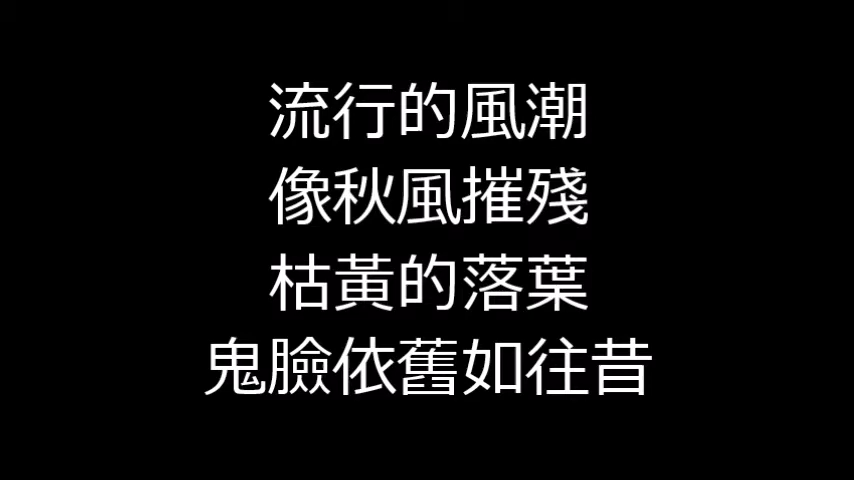 流行的風潮
像秋風摧殘
枯黃的落葉
鬼臉依舊如往昔